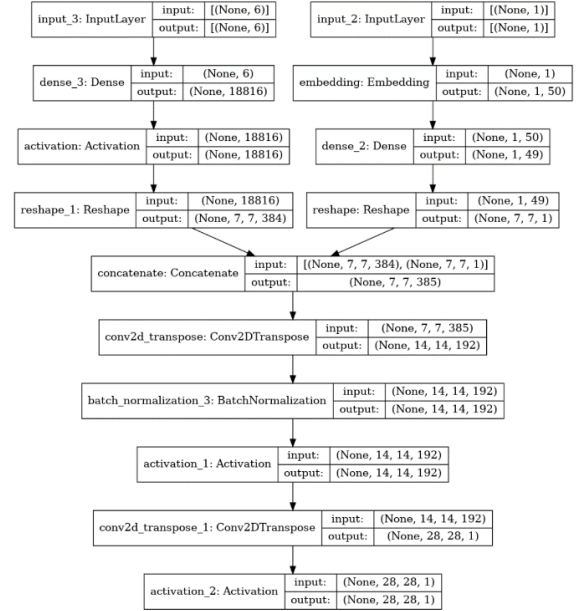 input_3: InputLayer input: [(None, 6)]
output: [(None, 6)]
input_2: InputLayer input: [(None, 1)]
output: [(None, 1)]
dense_3: Dense input: (None, 6)
output: (None, 18816)
embedding: Embedding input: (None, 1)
output: (None, 1, 50)
activation: Activation input: (None, 18816)
output: (None, 18816)
dense_2: Dense input: (None, 1, 50)
output: (None, 1, 49)
reshape_1: Reshape input: (None, 18816)
output: (None, 7, 7, 384)
reshape: Reshape input: (None, 1, 49)
output: (None, 7, 7, 1)
concatenate: Concatenate input: [(None, 7, 7, 384), (None, 7, 7, 1)]
output: (None, 7, 7, 385)
conv2d_transpose: Conv2DTranspose input: (None, 7, 7, 385)
output: (None, 14, 14, 192)
batch_normalization_3: BatchNormalization input: (None, 14, 14, 192)
output: (None, 14, 14, 192)
activation_1: Activation input: (None, 14, 14, 192)
output: (None, 14, 14, 192)
conv2d_transpose_1: Conv2DTranspose input: (None, 14, 14, 192)
output: (None, 28, 28, 1)
activation_2: Activation input: (None, 28, 28, 1)
output: (None, 28, 28, 1)